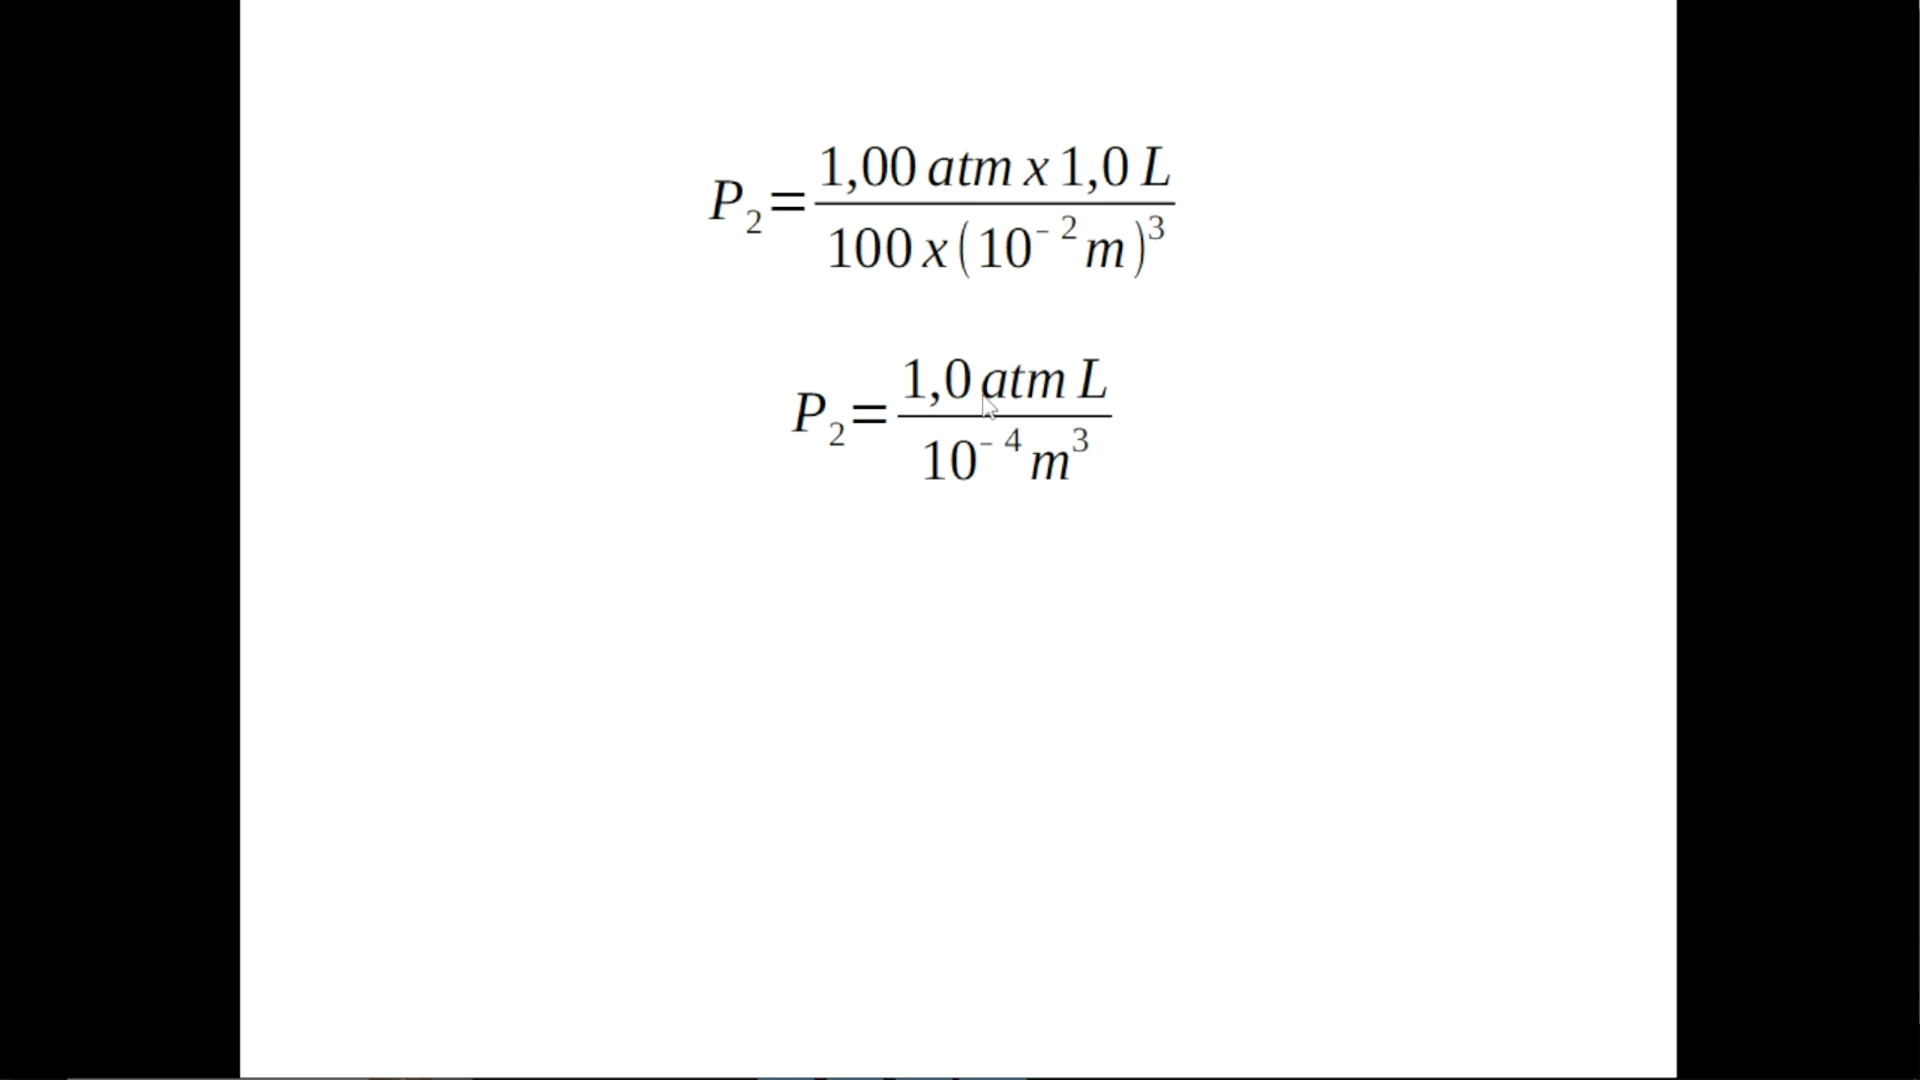 P₂ = 1,00 atm x 1,0 L / 100 x (10⁻² m)³
P₂ = 1,0 atm L / 10⁻⁴ m³